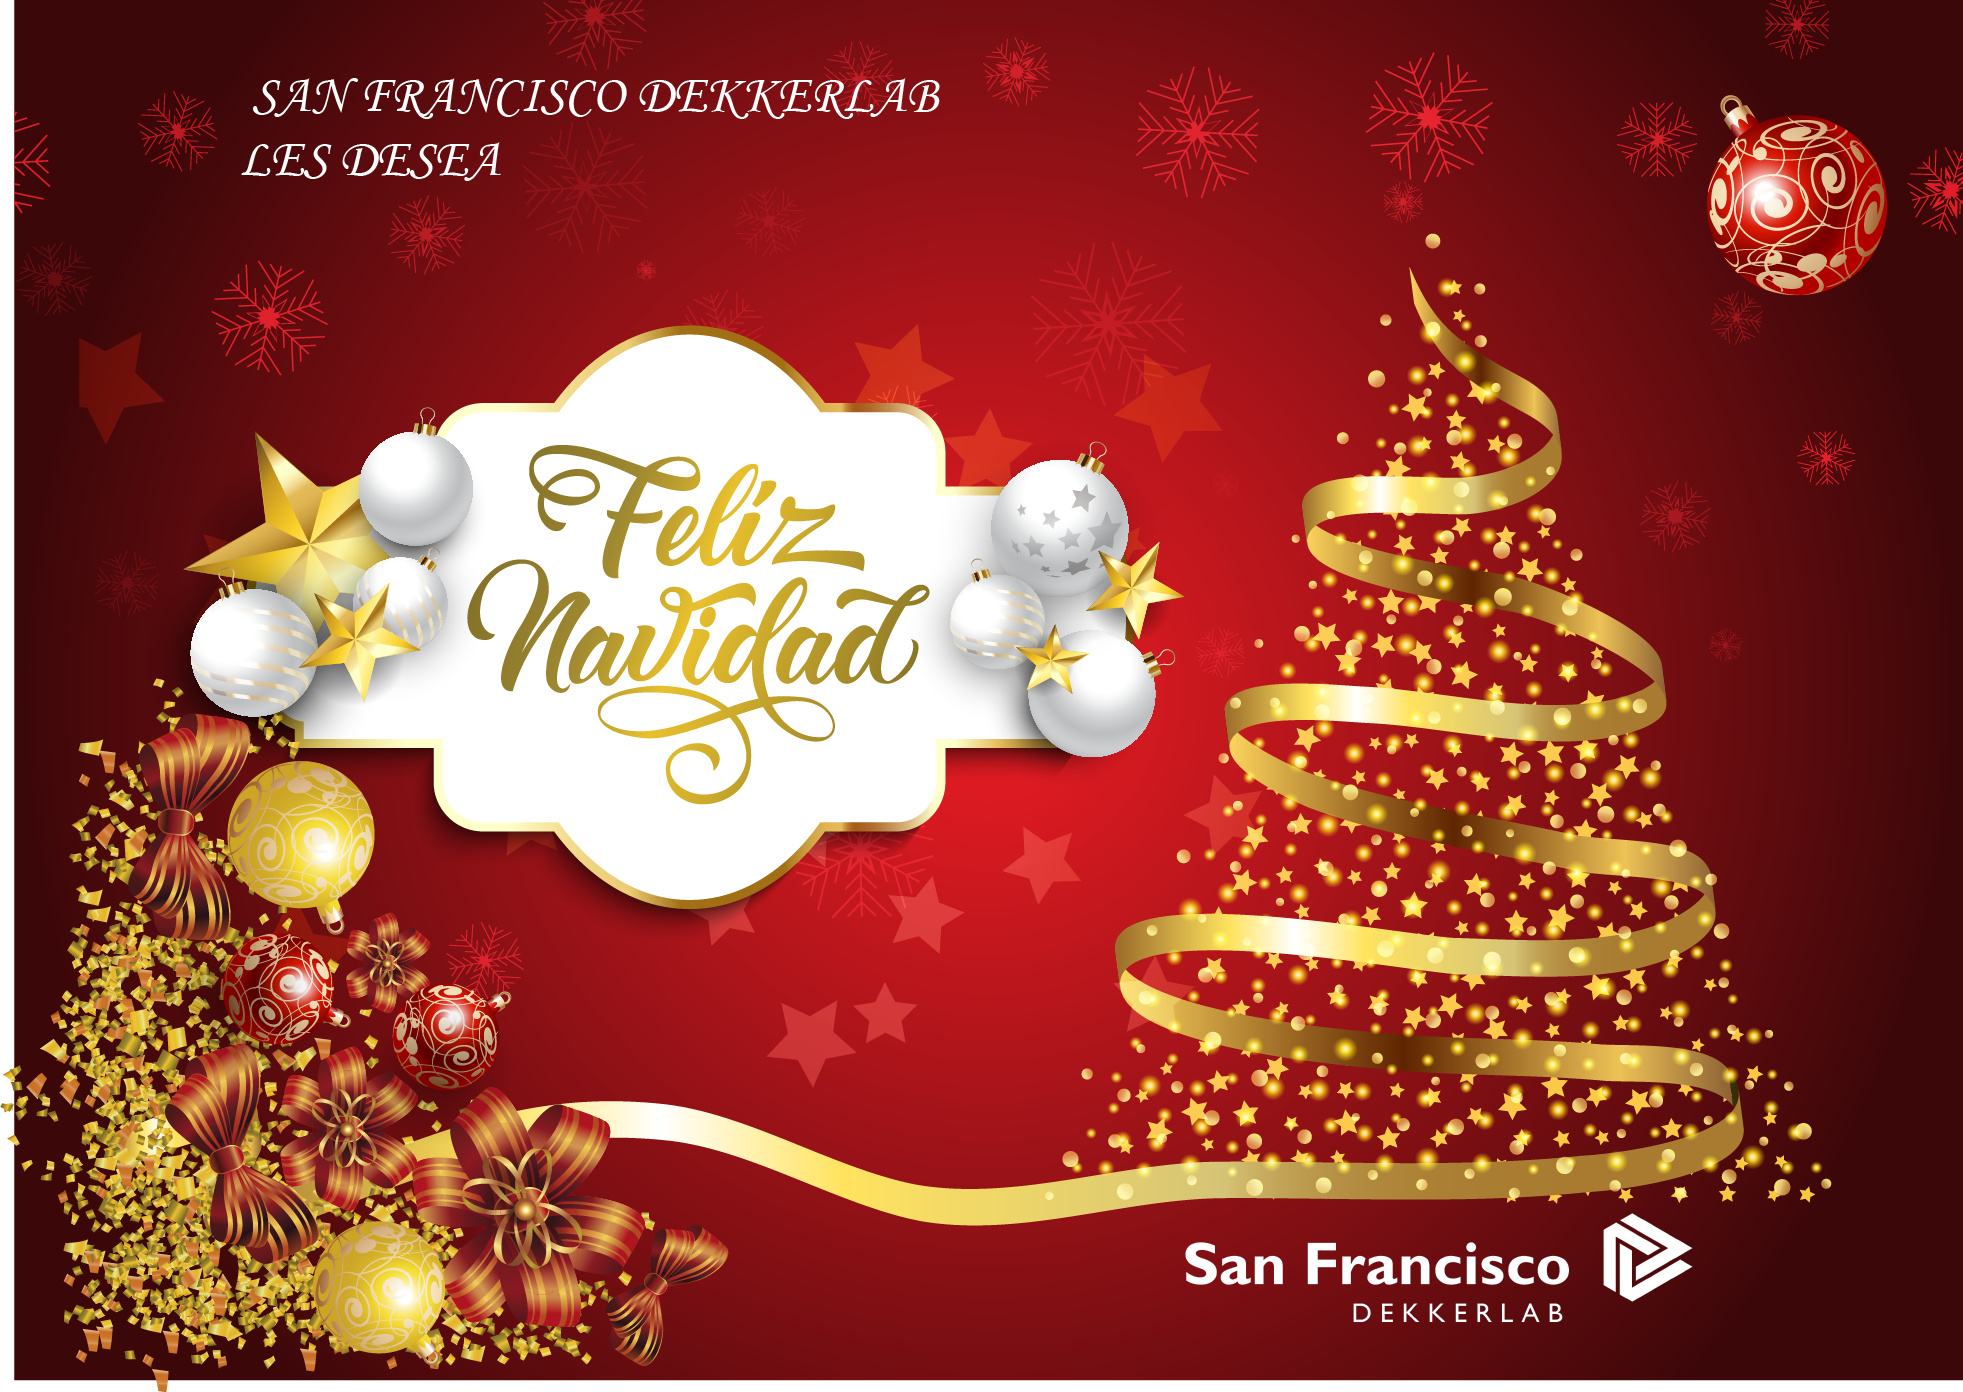 SAN FRANCISCO DEKKERLAB
LES DESEA
Feliz
Navidad
San Francisco
DEKKERLAB